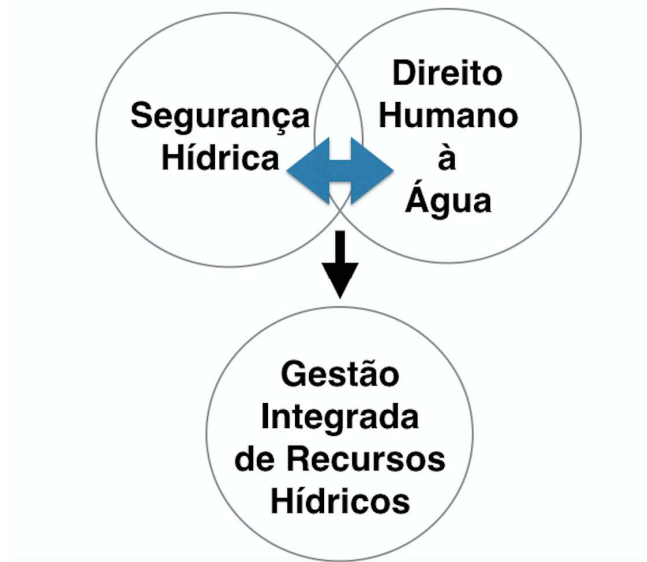 Segurança
Hídrica
Direito
Humano
à
Água
Gestão
Integrada
de Recursos
Hídricos